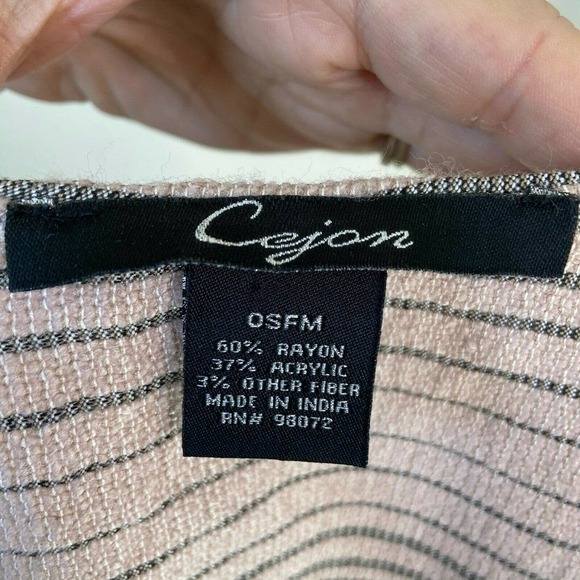 Cejon
OSFM
60% RAYON
37% ACRYLIC
3% OTHER FIBER
MADE IN INDIA
RN# 98072